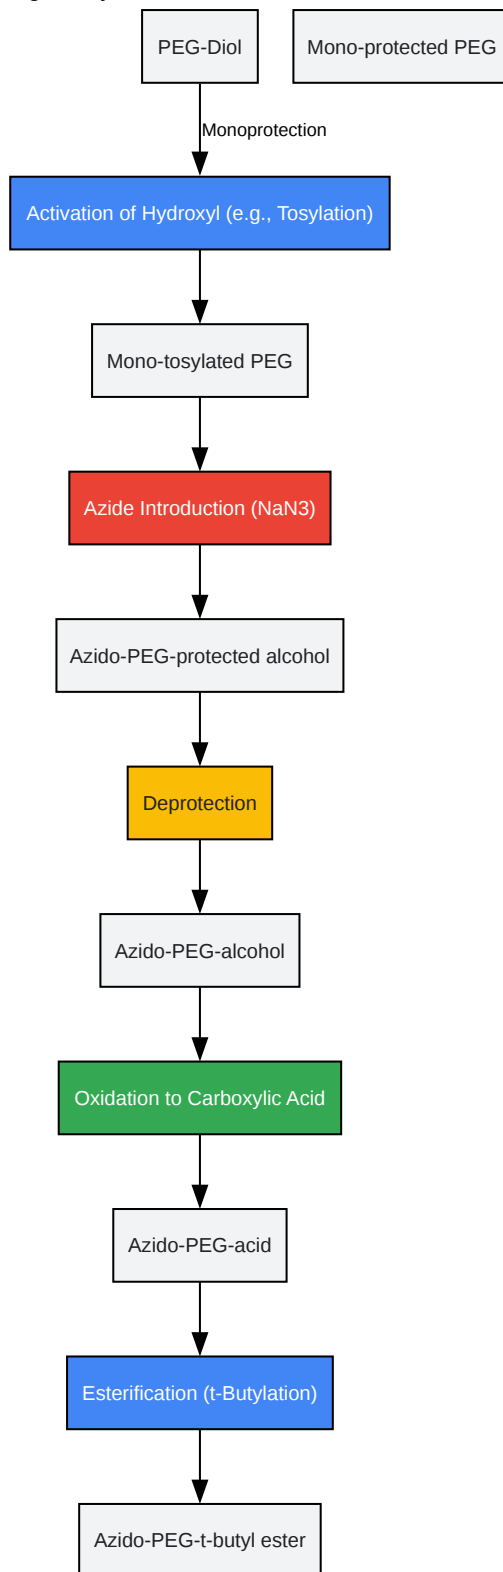 PEG-Diol
Mono-protected PEG
Monoprotection
Activation of Hydroxyl (e.g., Tosylation)
Mono-tosylated PEG
Azide Introduction (NaN3)
Azido-PEG-protected alcohol
Deprotection
Azido-PEG-alcohol
Oxidation to Carboxylic Acid
Azido-PEG-acid
Esterification (t-Butylation)
Azido-PEG-t-butyl ester